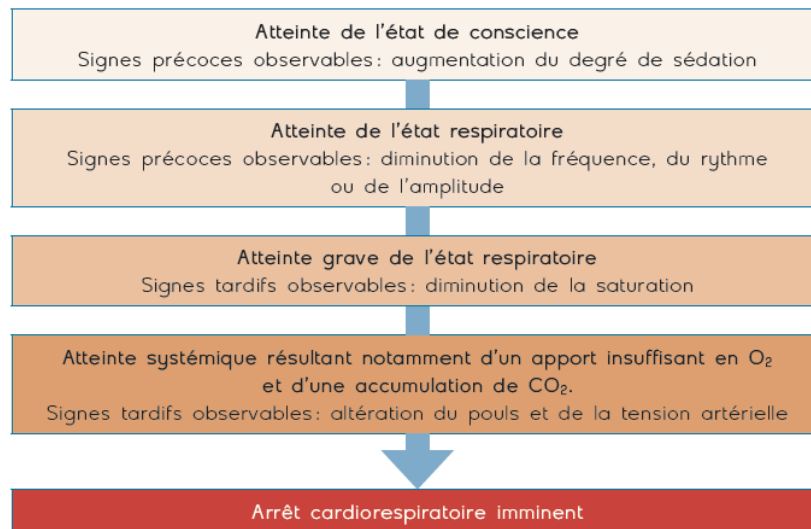 Atteinte de l'état de conscience
Signes précoces observables : augmentation du degré de sédation
Atteinte de l'état respiratoire
Signes précoces observables : diminution de la fréquence, du rythme
ou de l'amplitude
Atteinte grave de l'état respiratoire
Signes tardifs observables : diminution de la saturation
Atteinte systémique résultant notamment d'un apport insuffisant en O₂
et d'une accumulation de CO₂.
Signes tardifs observables : altération du pouls et de la tension artérielle
Arrêt cardiorespiratoire imminent